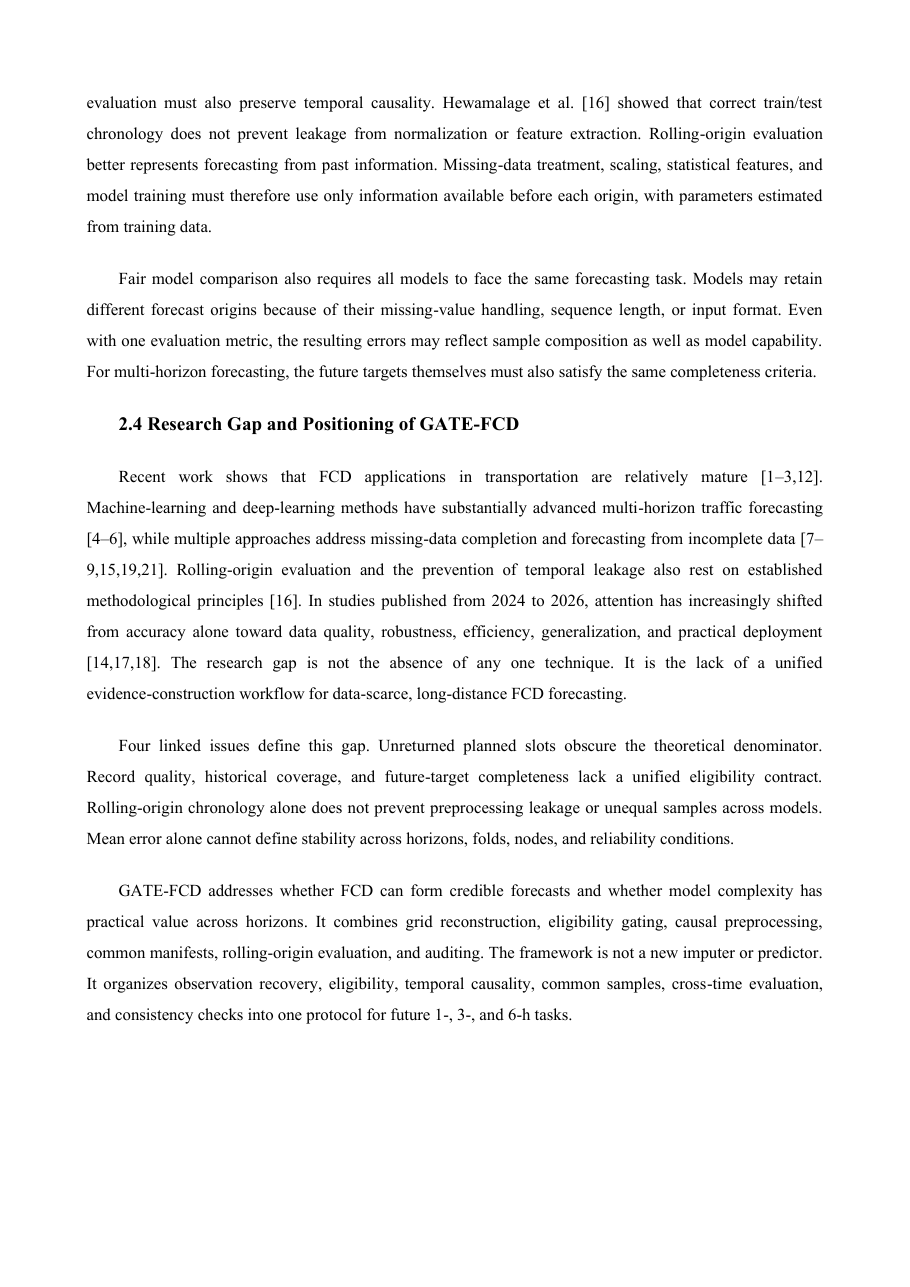 evaluation must also preserve temporal causality. Hewamalage et al. [16] showed that correct train/test
chronology does not prevent leakage from normalization or feature extraction. Rolling-origin evaluation
better represents forecasting from past information. Missing-data treatment, scaling, statistical features, and
model training must therefore use only information available before each origin, with parameters estimated
from training data.
Fair model comparison also requires all models to face the same forecasting task. Models may retain
different forecast origins because of their missing-value handling, sequence length, or input format. Even
with one evaluation metric, the resulting errors may reflect sample composition as well as model capability.
For multi-horizon forecasting, the future targets themselves must also satisfy the same completeness criteria.
2.4 Research Gap and Positioning of GATE-FCD
Recent work shows that FCD applications in transportation are relatively mature [1–3,12].
Machine-learning and deep-learning methods have substantially advanced multi-horizon traffic forecasting
[4–6], while multiple approaches address missing-data completion and forecasting from incomplete data [7–
9,15,19,21]. Rolling-origin evaluation and the prevention of temporal leakage also rest on established
methodological principles [16]. In studies published from 2024 to 2026, attention has increasingly shifted
from accuracy alone toward data quality, robustness, efficiency, generalization, and practical deployment
[14,17,18]. The research gap is not the absence of any one technique. It is the lack of a unified
evidence-construction workflow for data-scarce, long-distance FCD forecasting.
Four linked issues define this gap. Unreturned planned slots obscure the theoretical denominator.
Record quality, historical coverage, and future-target completeness lack a unified eligibility contract.
Rolling-origin chronology alone does not prevent preprocessing leakage or unequal samples across models.
Mean error alone cannot define stability across horizons, folds, nodes, and reliability conditions.
GATE-FCD addresses whether FCD can form credible forecasts and whether model complexity has
practical value across horizons. It combines grid reconstruction, eligibility gating, causal preprocessing,
common manifests, rolling-origin evaluation, and auditing. The framework is not a new imputer or predictor.
It organizes observation recovery, eligibility, temporal causality, common samples, cross-time evaluation,
and consistency checks into one protocol for future 1-, 3-, and 6-h tasks.